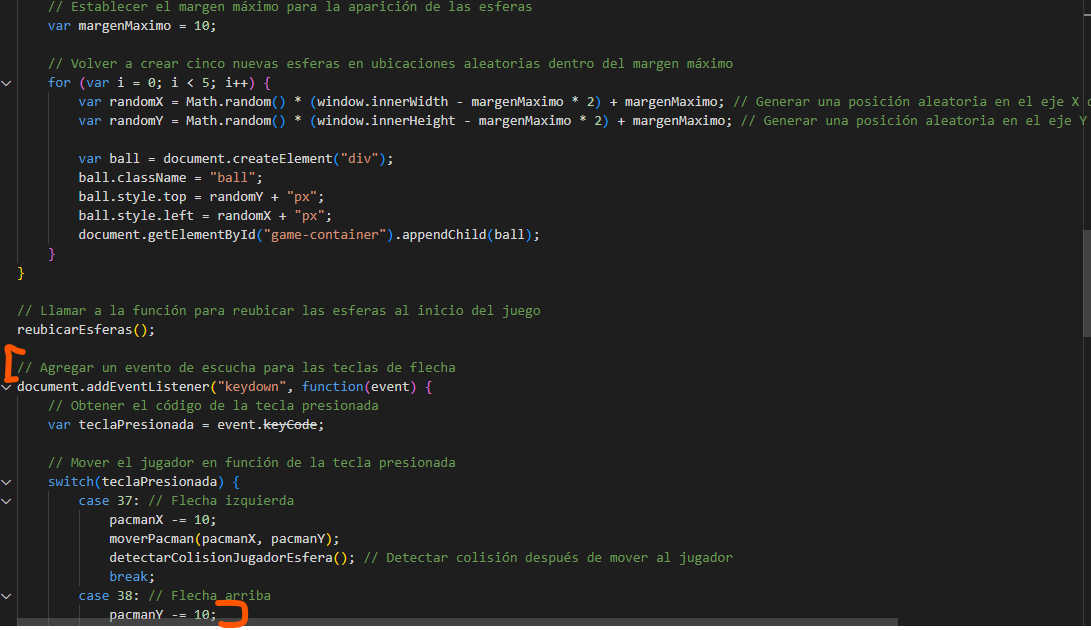 // Establecer el margen máximo para la aparición de las esferas
var margenMaximo = 10;
// Volver a crear cinco nuevas esferas en ubicaciones aleatorias dentro del margen máximo
for (var i = 0; i < 5; i++) {
var randomX = Math.random() * (window.innerWidth - margenMaximo * 2) + margenMaximo; // Generar una posición aleatoria en el eje X
var randomY = Math.random() * (window.innerHeight - margenMaximo * 2) + margenMaximo; // Generar una posición aleatoria en el eje Y
var ball = document.createElement("div");
ball.className = "ball";
ball.style.top = randomY + "px";
ball.style.left = randomX + "px";
document.getElementById("game-container").appendChild(ball);
}
}
// Llamar a la función para reubicar las esferas al inicio del juego
reubicarEsferas();
// Agregar un evento de escucha para las teclas de flecha
document.addEventListener("keydown", function(event) {
// Obtener el código de la tecla presionada
var teclaPresionada = event.keyCode;
// Mover el jugador en función de la tecla presionada
switch(teclaPresionada) {
case 37: // Flecha izquierda
pacmanX -= 10;
moverPacman(pacmanX, pacmanY);
detectarColisionJugadorEsfera(); // Detectar colisión después de mover al jugador
break;
case 38: // Flecha arriba
pacmanY -= 10;